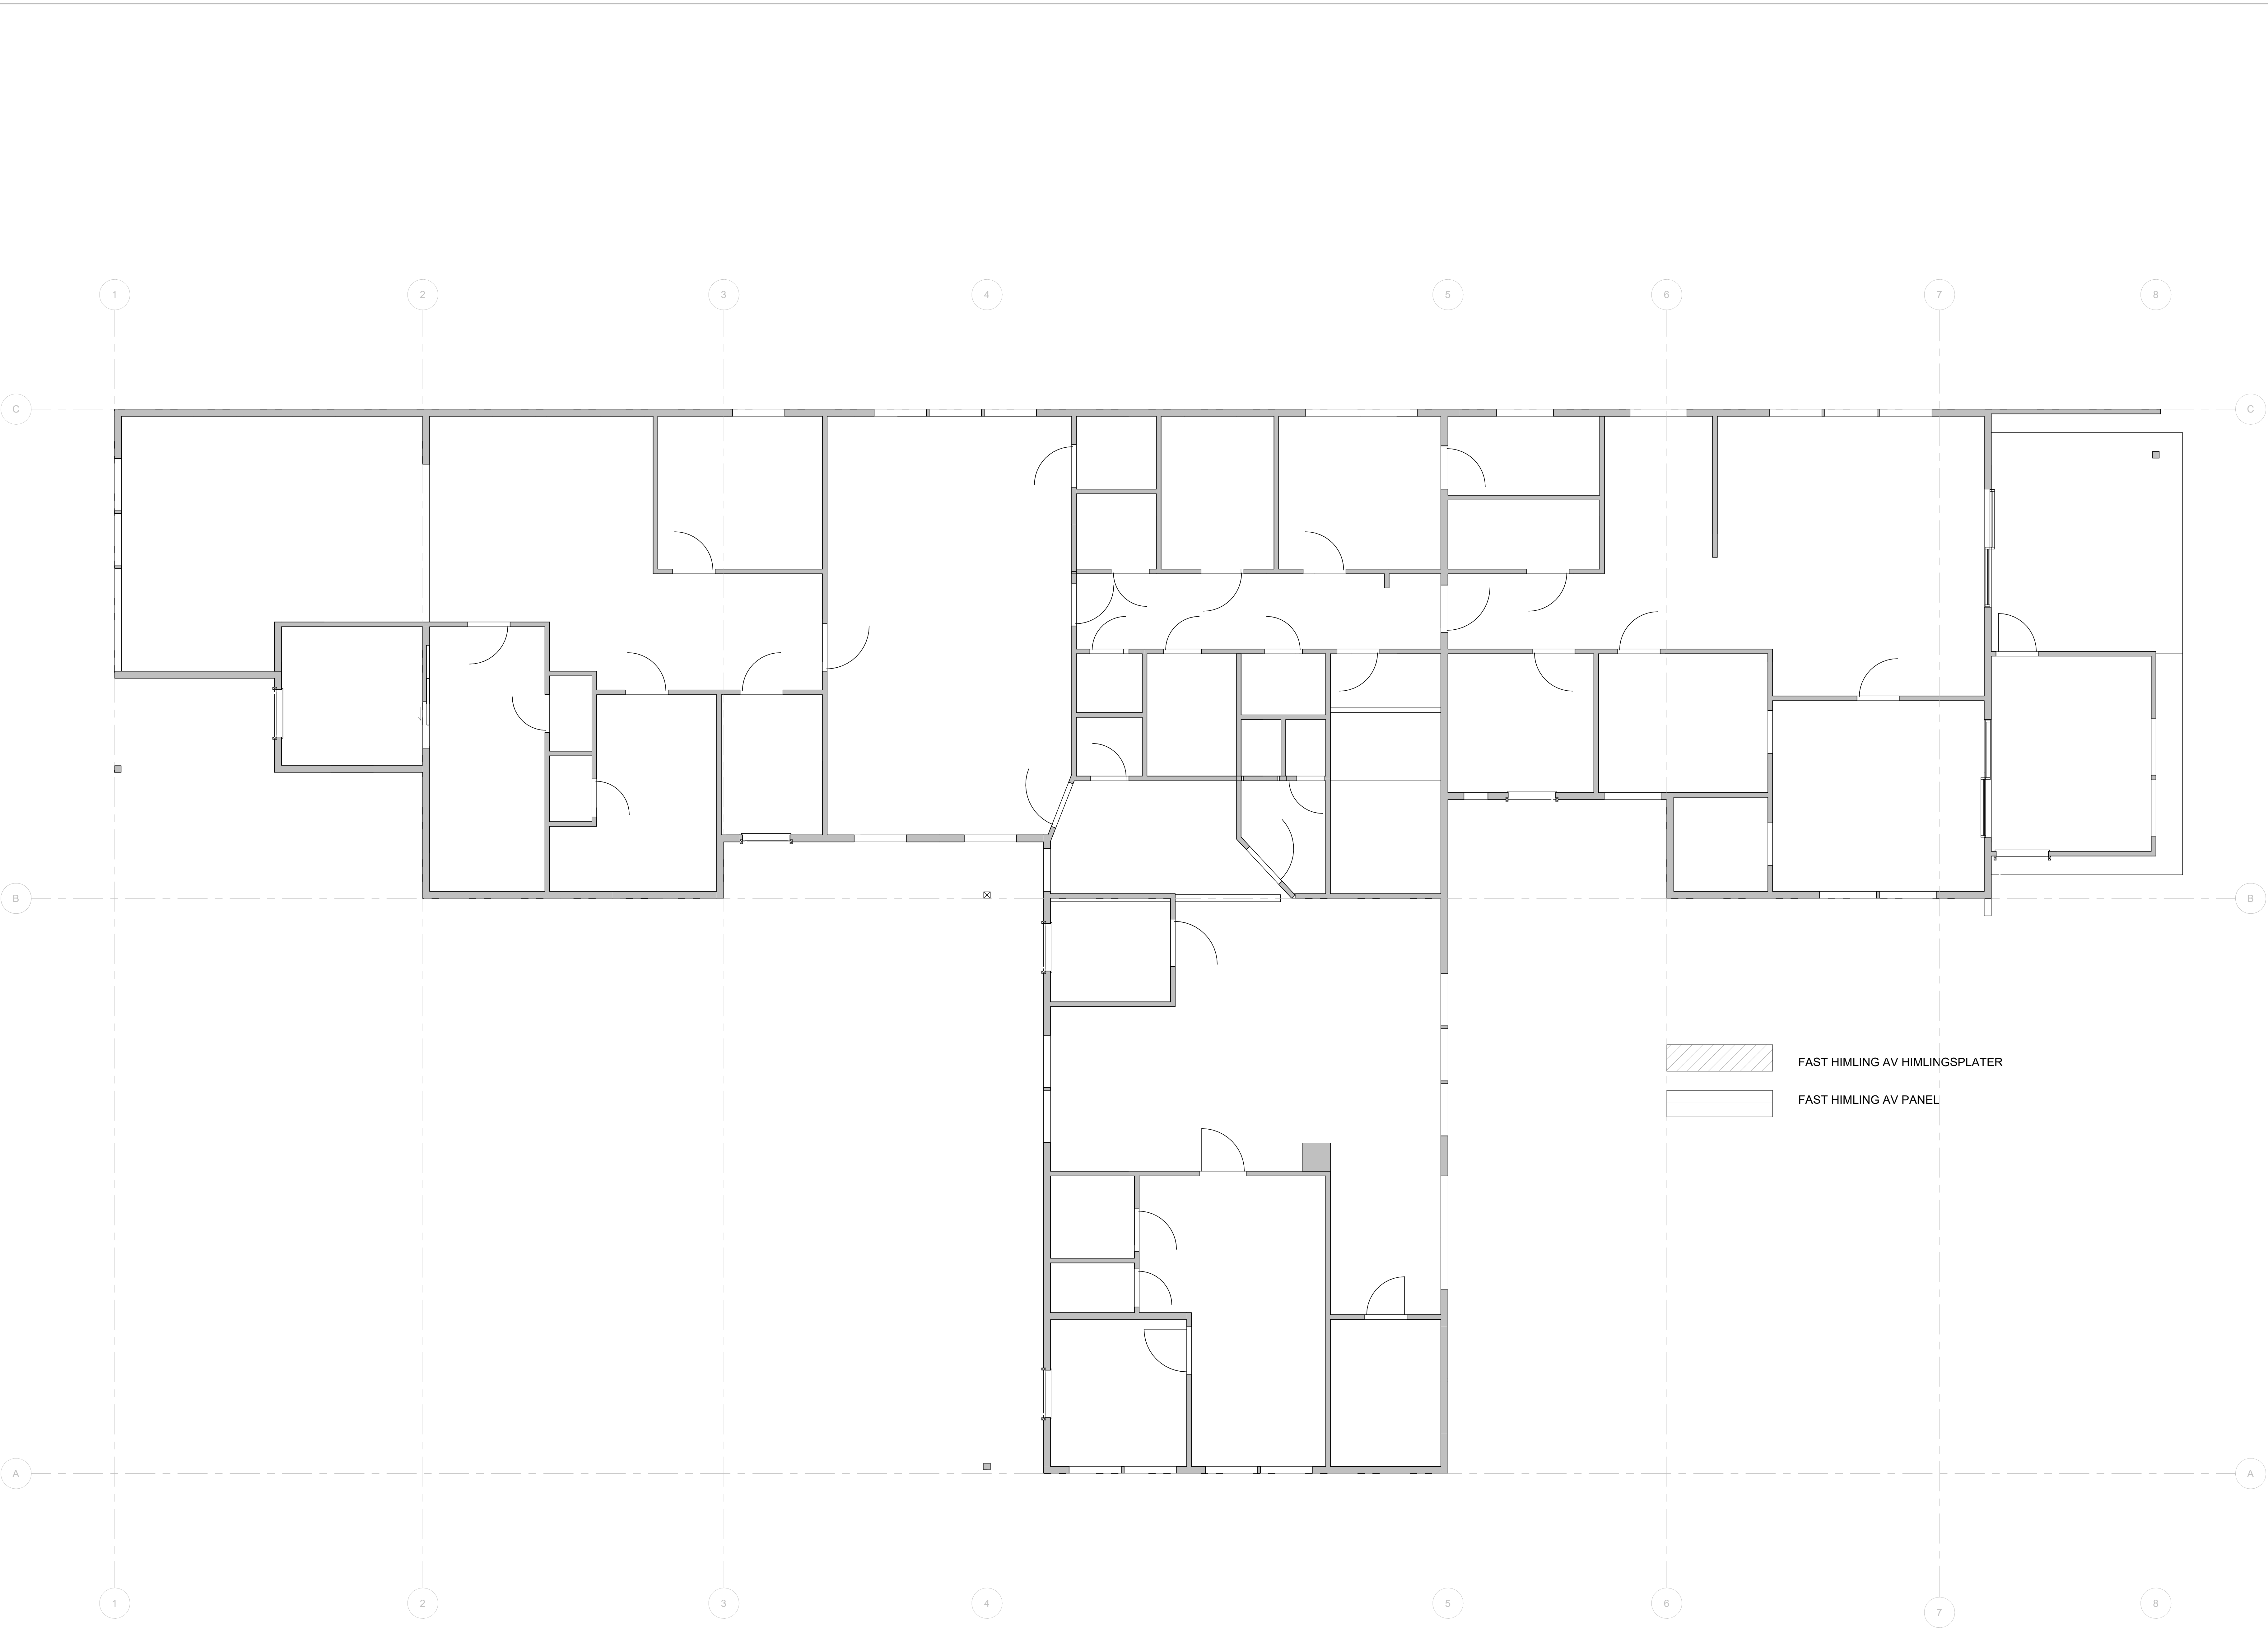 1 2 3 4 5 6 7 8
C C
B B
FAST HIMLING AV HIMLINGSPLATER
FAST HIMLING AV PANEL
A A
1 2 3 4 5 6 7 8